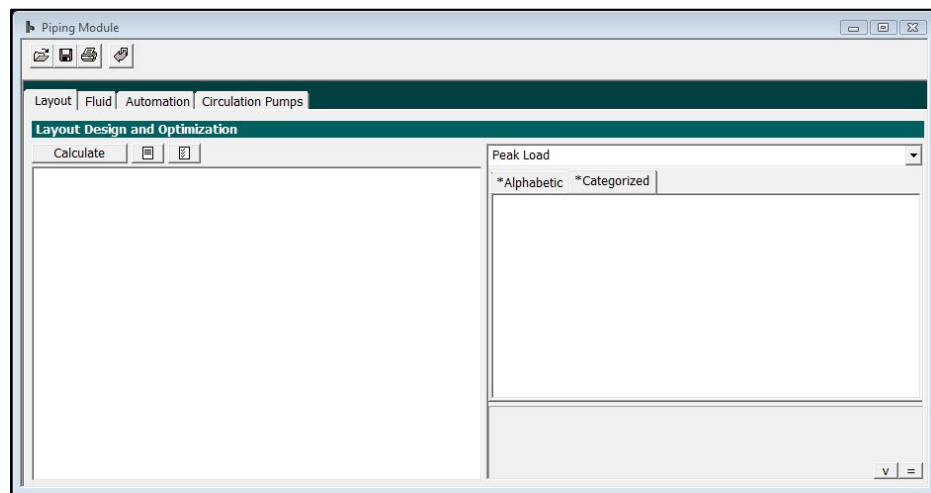 Piping Module
Layout Fluid Automation Circulation Pumps
Layout Design and Optimization
Calculate
Peak Load
*Alphabetic *Categorized
v =